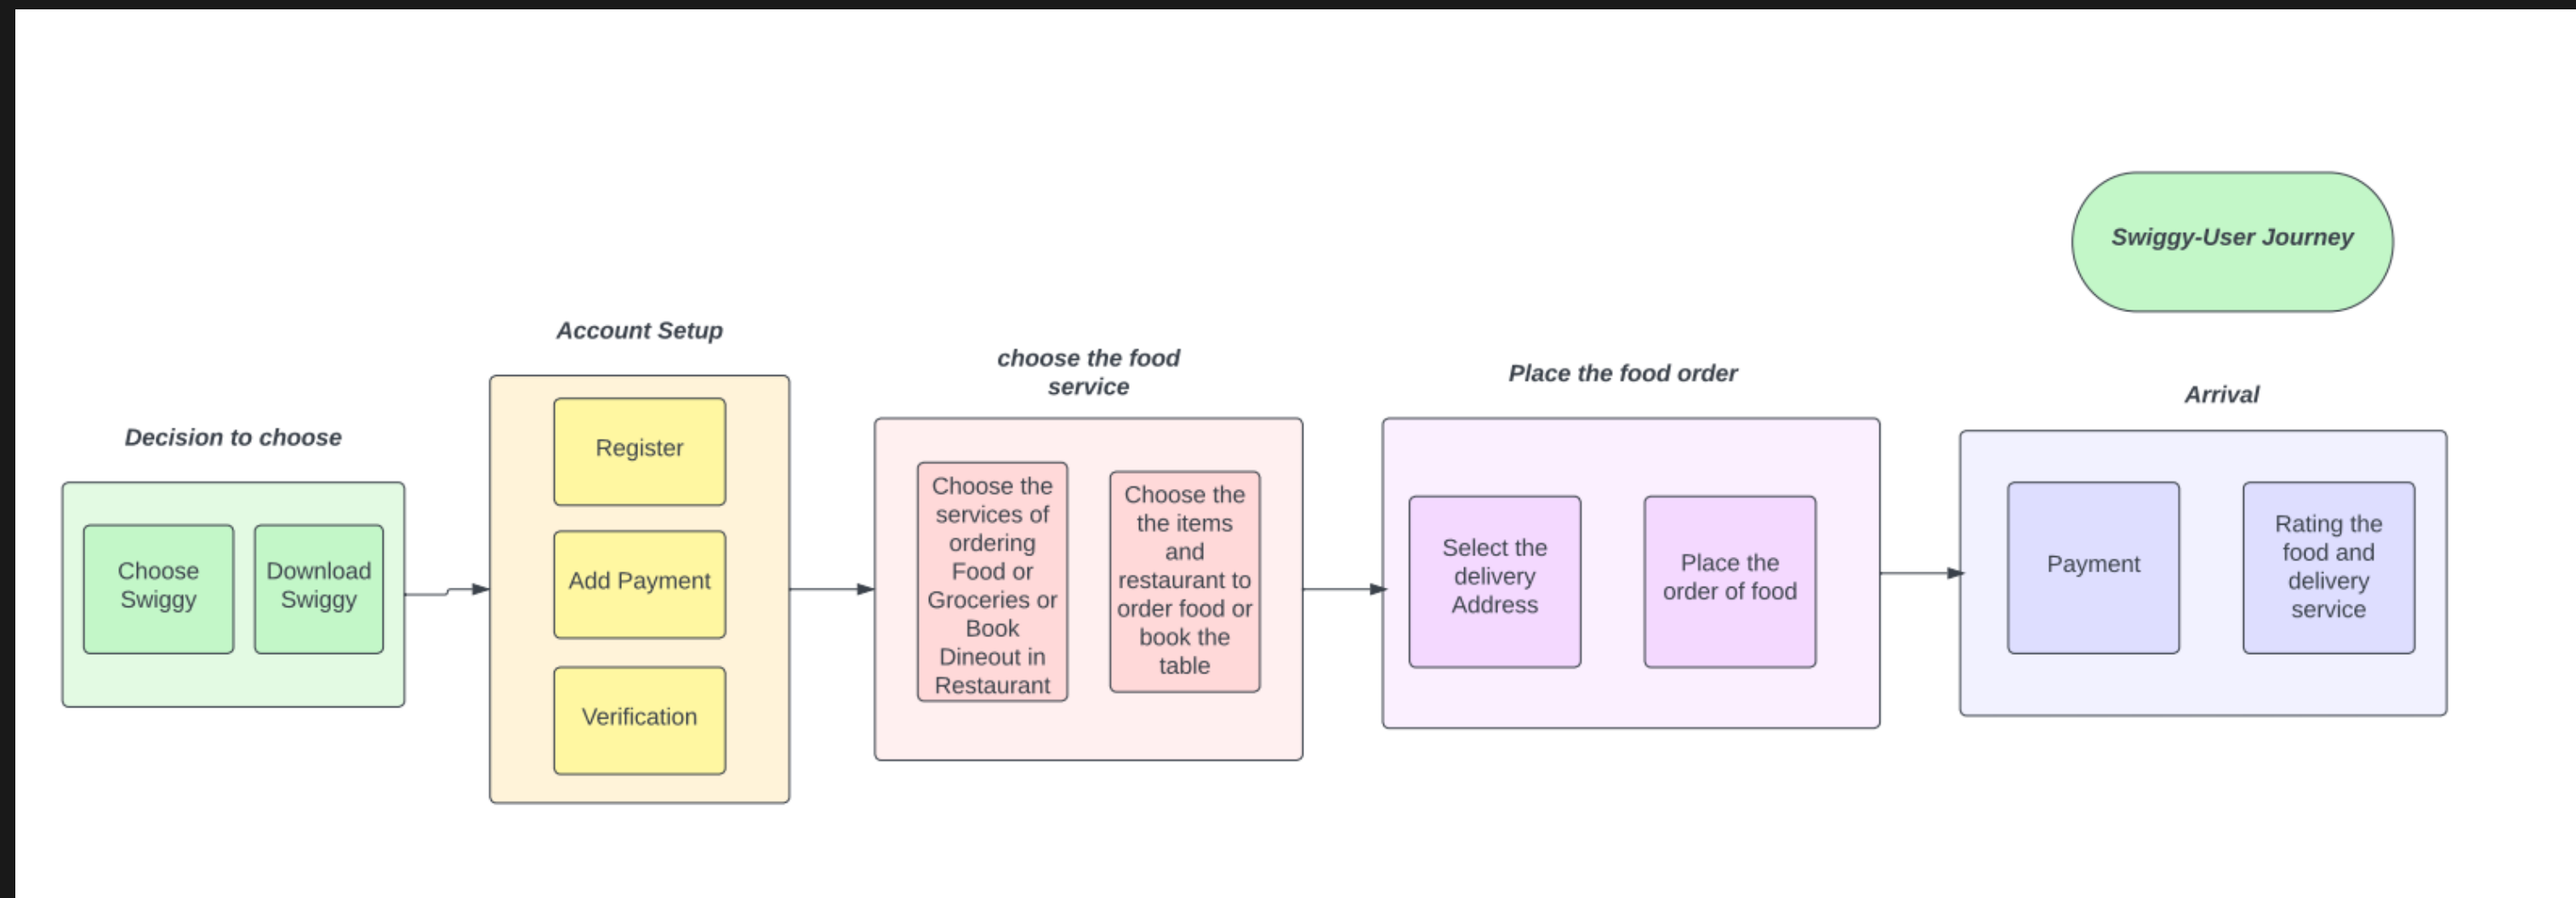 Swiggy-User Journey
Decision to choose
Choose
Swiggy
Download
Swiggy
Account Setup
Register
Add Payment
Verification
choose the food
service
Choose the
services of
ordering
Food or
Groceries or
Book
Dineout in
Restaurant
Choose the
the items
and
restaurant to
order food or
book the
table
Place the food order
Select the
delivery
Address
Place the
order of food
Arrival
Payment
Rating the
food and
delivery
service